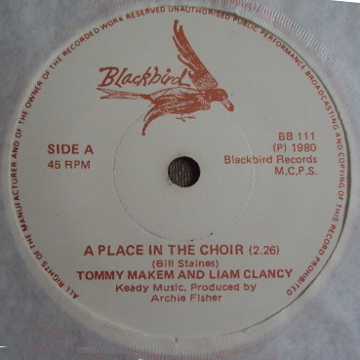 ALL RIGHTS OF THE MANUFACTURER AND OF THE OWNER OF THE RECORDED WORK RESERVED UNAUTHORISED PUBLIC PERFORMANCE BROADCASTING AND COPYING OF THIS RECORD PROHIBITED
Blackbird
SIDE A
45 RPM
BB 111
(P) 1980
Blackbird Records
M.C.P.S.
A PLACE IN THE CHOIR (2.26)
(Bill Staines)
TOMMY MAKEM AND LIAM CLANCY
Keady Music, Produced by
Archie Fisher